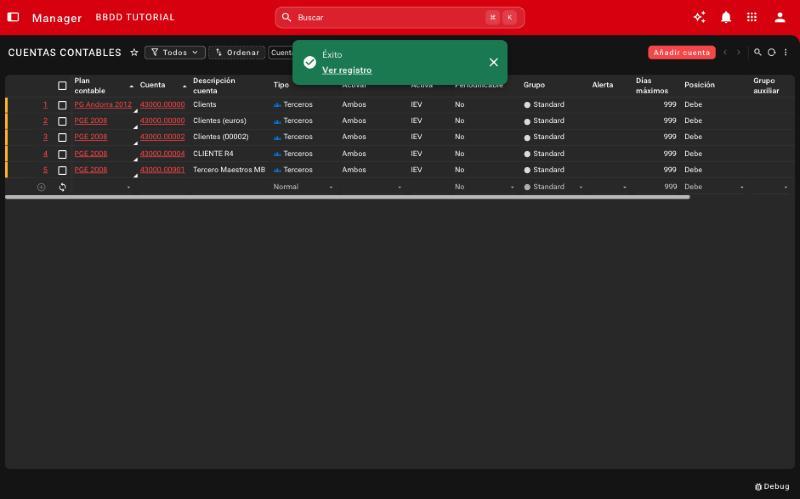 Manager BBDD TUTORIAL Buscar ⌘ K
CUENTAS CONTABLES Todos Ordenar Cuenta Añadir cuenta
Éxito
Ver registro
Plan contable Cuenta Descripción cuenta Tipo Activar Activa Periodificable Grupo Alerta Días máximos Posición Grupo auxiliar
1 PG Andorra 2012 43000.00000 Clients Terceros Ambos IEV No Standard 999 Debe
2 PGE 2008 43000.00000 Clientes (euros) Terceros Ambos IEV No Standard 999 Debe
3 PGE 2008 43000.00002 Clientes (00002) Terceros Ambos IEV No Standard 999 Debe
4 PGE 2008 43000.00004 CLIENTE R4 Terceros Ambos IEV No Standard 999 Debe
5 PGE 2008 43000.00901 Tercero Maestros MB Terceros Ambos IEV No Standard 999 Debe
Normal No Standard 999 Debe
Debug